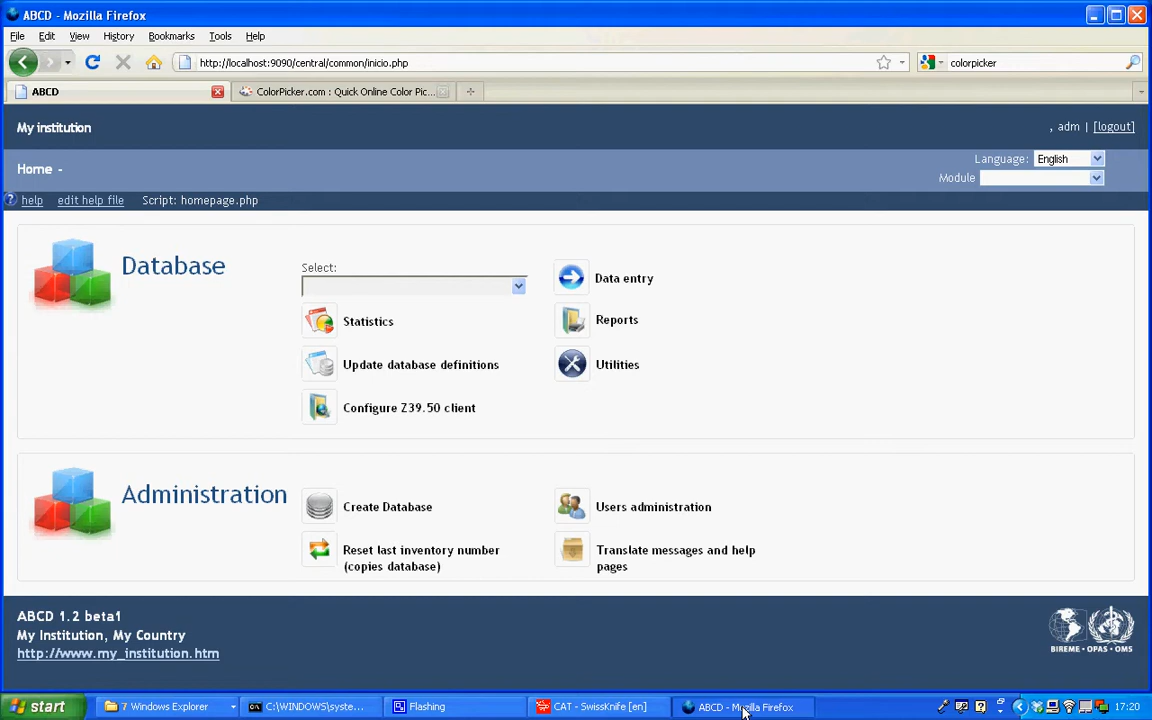 ABCD - Mozilla Firefox
File Edit View History Bookmarks Tools Help
http://localhost:9090/central/common/inicio.php
colorpicker
ABCD
ColorPicker.com : Quick Online Color Pic...
My institution
, adm | [logout]
Home -
Language: English
Module
help edit help file Script: homepage.php
Database
Select:
Data entry
Statistics
Reports
Update database definitions
Utilities
Configure Z39.50 client
Administration
Create Database
Users administration
Reset last inventory number
(copies database)
Translate messages and help
pages
ABCD 1.2 beta1
My Institution, My Country
http://www.my_institution.htm
BIREME • OPAS • OMS
start
7 Windows Explorer
C:\WINDOWS\syste...
Flashing
CAT - SwissKnife [en]
ABCD - Mozilla Firefox
17:20